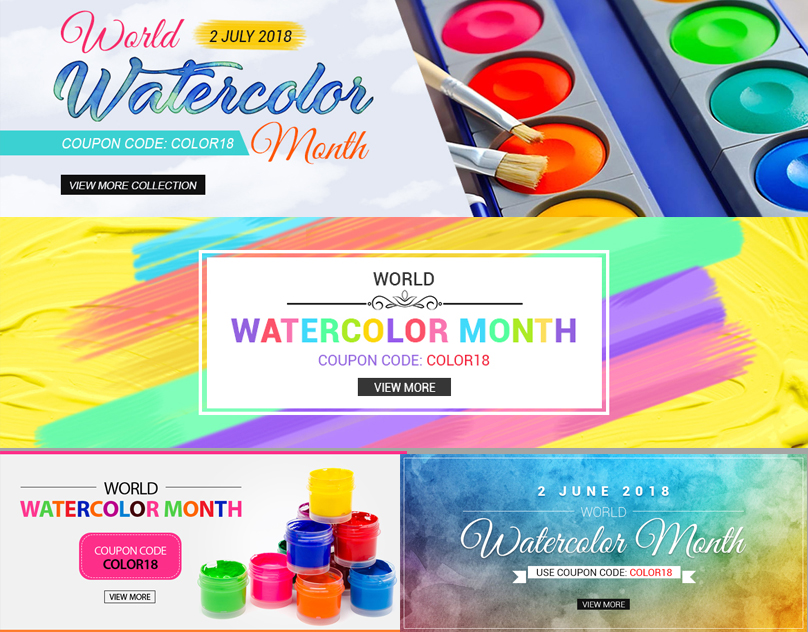 World
2 JULY 2018
Watercolor
COUPON CODE: COLOR18
Month
VIEW MORE COLLECTION
WORLD
WATERCOLOR MONTH
COUPON CODE: COLOR18
VIEW MORE
WORLD
WATERCOLOR MONTH
COUPON CODE
COLOR18
VIEW MORE
2 JUNE 2018
WORLD
Watercolor Month
USE COUPON CODE: COLOR18
VIEW MORE